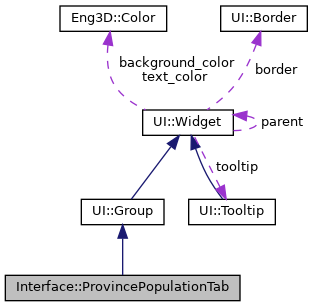 Eng3D::Color
UI::Border
background_color
text_color
border
UI::Widget
parent
tooltip
UI::Group
UI::Tooltip
Interface::ProvincePopulationTab